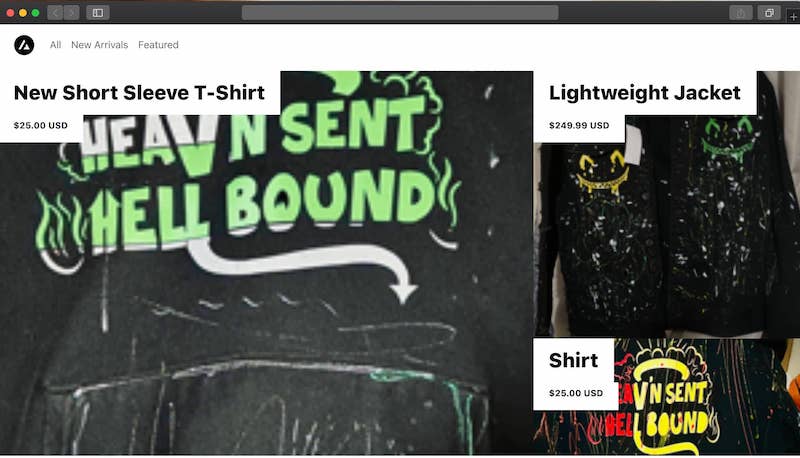 All New Arrivals Featured
New Short Sleeve T-Shirt
$25.00 USD
HEAV'N SENT
HELL BOUND
Lightweight Jacket
$249.99 USD
Shirt
$25.00 USD
HEAV'N SENT
HELL BOUND